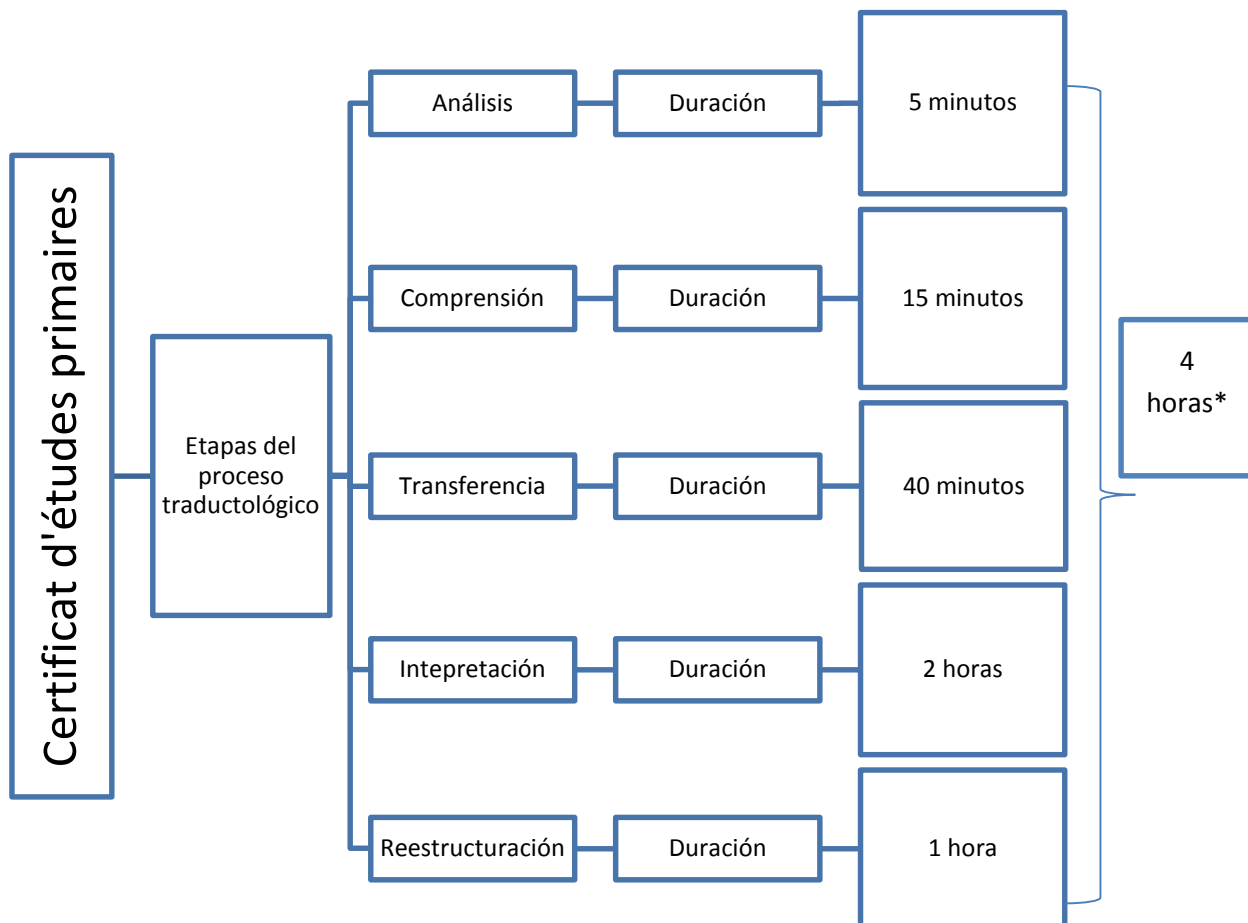 Certificat d'études primaires
Etapas del
proceso
traductológico
Análisis
Duración
5 minutos
Comprensión
Duración
15 minutos
Transferencia
Duración
40 minutos
Intepretación
Duración
2 horas
Reestructuración
Duración
1 hora
4
horas*